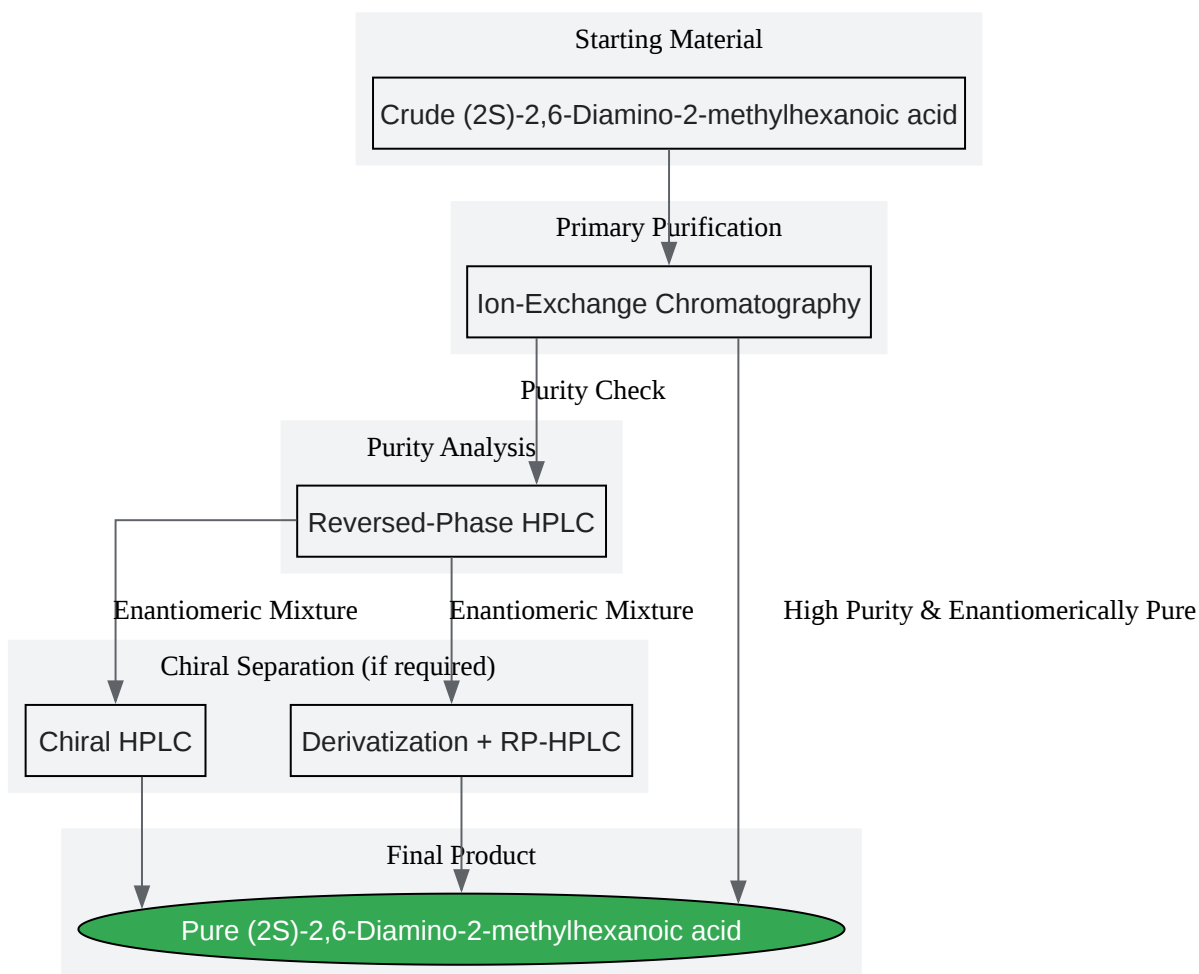 Starting Material
Crude (2S)-2,6-Diamino-2-methylhexanoic acid
Primary Purification
Ion-Exchange Chromatography
Purity Check
Purity Analysis
Reversed-Phase HPLC
Enantiomeric Mixture
Enantiomeric Mixture
High Purity & Enantiomerically Pure
Chiral Separation (if required)
Chiral HPLC
Derivatization + RP-HPLC
Final Product
Pure (2S)-2,6-Diamino-2-methylhexanoic acid